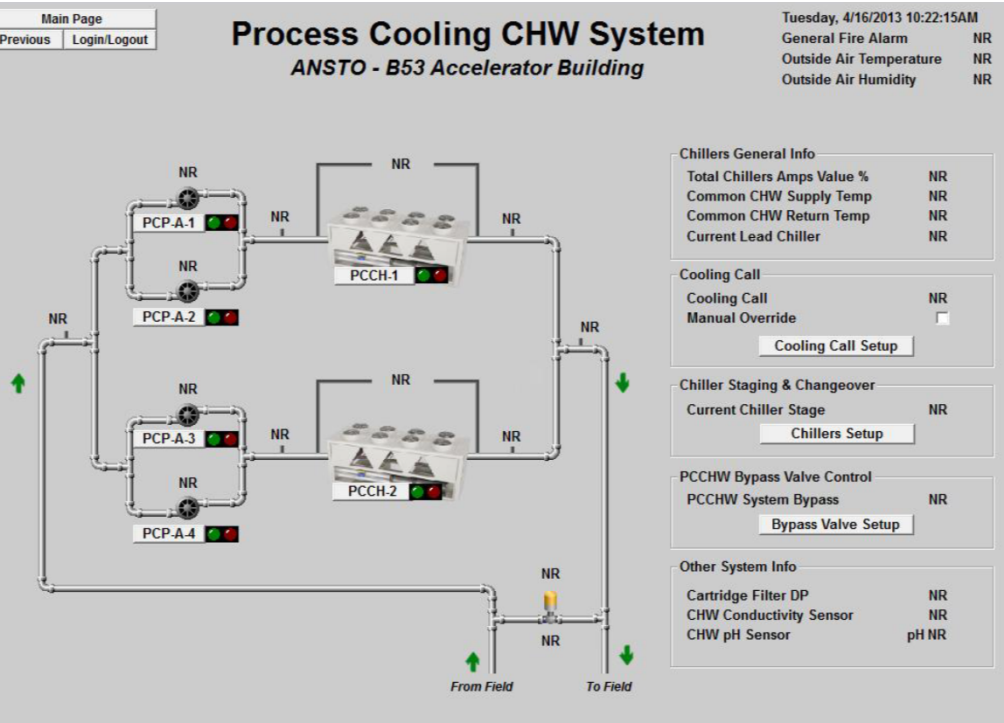 Main Page
Previous Login/Logout
Process Cooling CHW System
ANSTO - B53 Accelerator Building
Tuesday, 4/16/2013 10:22:15AM
General Fire Alarm NR
Outside Air Temperature NR
Outside Air Humidity NR
NR
PCP-A-1
NR
PCP-A-2
NR
NR
NR
PCCH-1
NR
NR
NR
NR
PCP-A-3
NR
PCP-A-4
NR
NR
PCCH-2
NR
NR
NR
From Field
To Field
Chillers General Info
Total Chillers Amps Value % NR
Common CHW Supply Temp NR
Common CHW Return Temp NR
Current Lead Chiller NR
Cooling Call
Cooling Call NR
Manual Override
Cooling Call Setup
Chiller Staging & Changeover
Current Chiller Stage NR
Chillers Setup
PCCHW Bypass Valve Control
PCCHW System Bypass NR
Bypass Valve Setup
Other System Info
Cartridge Filter DP NR
CHW Conductivity Sensor NR
CHW pH Sensor pH NR